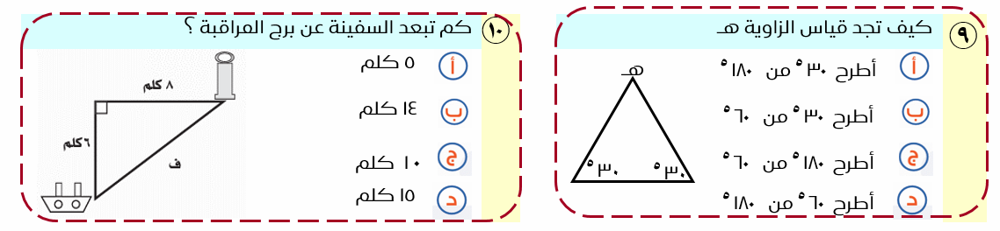 ٩
كيف تجد قياس الزاوية هـ
أ أطرح ٣٠ ° من ١٨٠ °
ب أطرح ٣٠ ° من ٦٠ °
ج أطرح ١٨٠ ° من ٦٠ °
د أطرح ٦٠ ° من ١٨٠ °
هـ
٣٠ °
٣٠ °
١٠
كم تبعد السفينة عن برج المراقبة ؟
أ ٥ كلم
ب ١٤ كلم
ج ١٠ كلم
د ١٥ كلم
٨ كلم
٦ كلم
ف